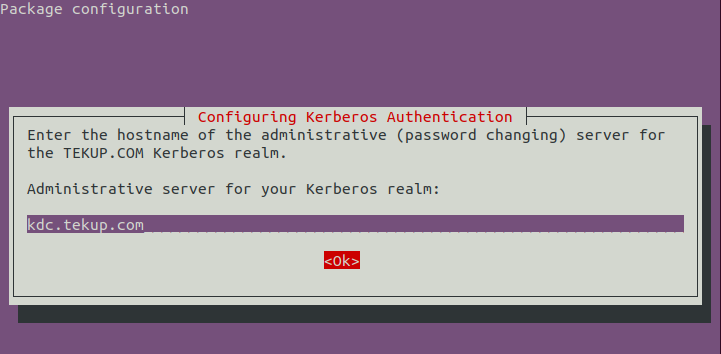 Package configuration
Configuring Kerberos Authentication
Enter the hostname of the administrative (password changing) server for
the TEKUP.COM Kerberos realm.
Administrative server for your Kerberos realm:
kdc.tekup.com
<Ok>